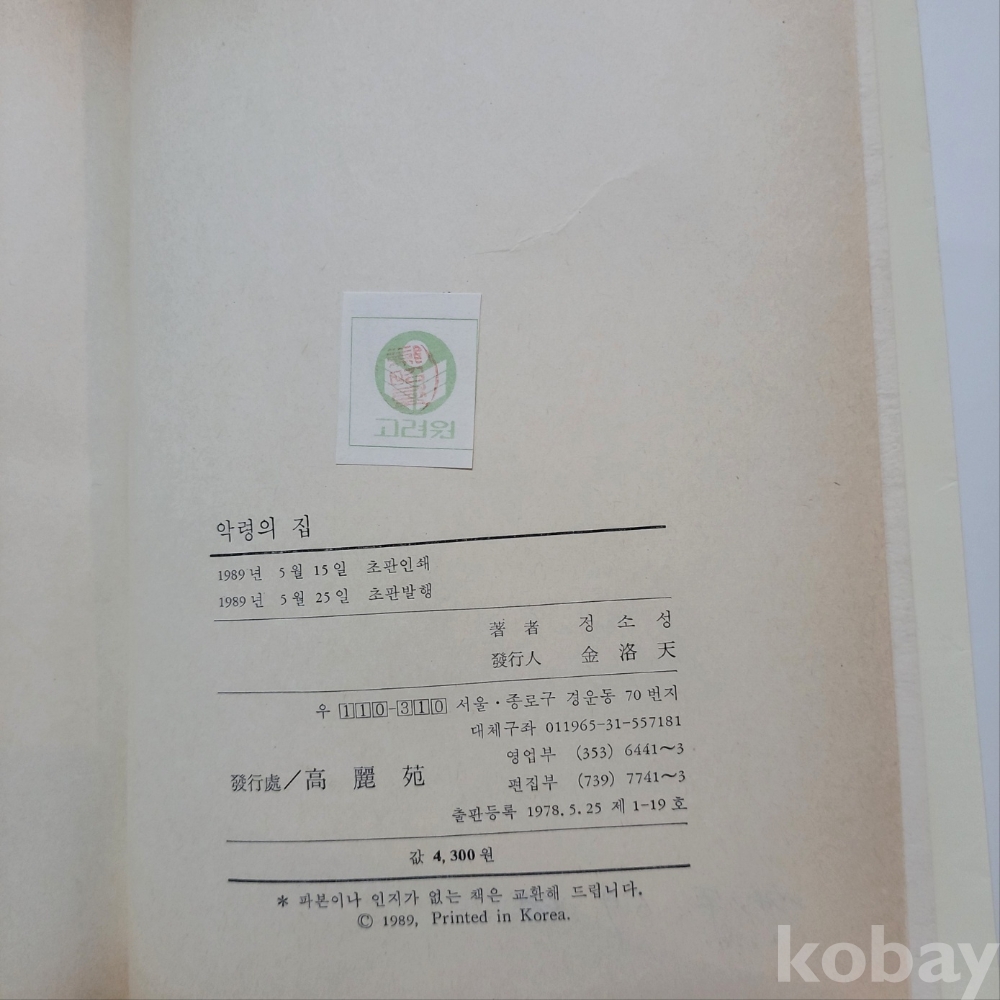 고려원
악령의 집
1989년 5월 15일 초판인쇄
1989년 5월 25일 초판발행
著者 정소성
發行人 金洛天
우 110-310 서울·종로구 경운동 70번지
대체구좌 011965-31-557181
영업부 (353) 6441~3
發行處/高麗苑 편집부 (739) 7741~3
출판등록 1978.5.25 제 1-19호
값 4,300원
* 파본이나 인지가 없는 책은 교환해 드립니다.
© 1989, Printed in Korea.
kobay